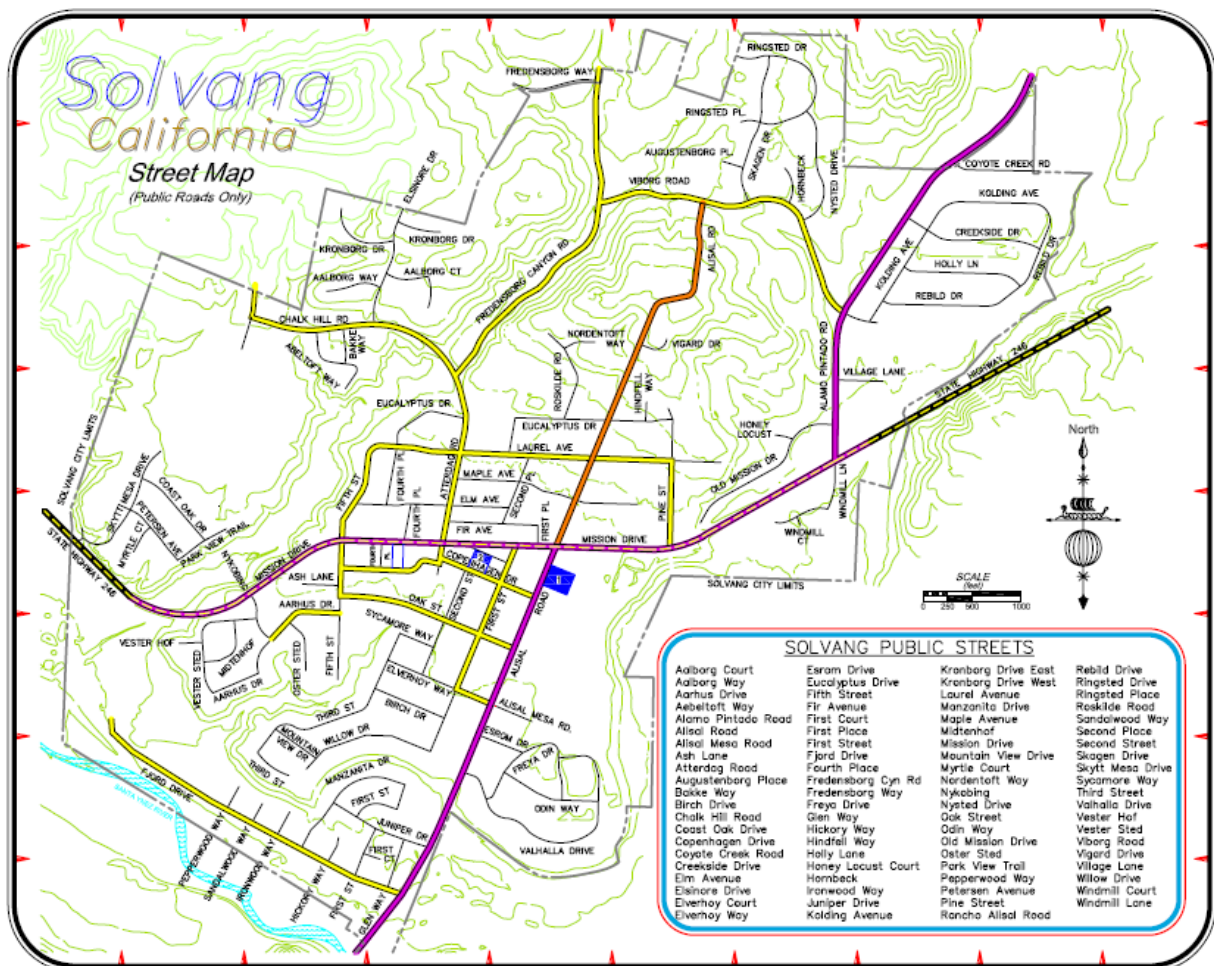 Solvang
California
Street Map
(Public Roads Only)
RINGSTED DR
FREDENSBORG WAY
RINGSTED PL.
AUGUSTENBORG PL.
SKAGEN DR
HORNBECK
NYSTED DRIVE
VIBORG ROAD
COYOTE CREEK RD
KOLDING AVE
CREEKSIDE DR
HOLLY LN
REBILD DR
REBILD DR
KOLDING AVE
ELSINORE DR
KRONBORG DR
KRONBORG DR
AALBORG WAY
AALBORG CT
FREDENSBORG CANYON RD
ALISAL RD
CHALK HILL RD
BAKKE WAY
ABELTOFT WAY
NORDENTOFT WAY
VIGARD DR
ROSKILDE RD
HINDFELL WAY
ALAMO PINTADO RD
VILLAGE LANE
STATE HIGHWAY 246
EUCALYPTUS DR.
EUCALYPTUS DR
LAUREL AVE
HONEY LOCUST
OLD MISSION DR
North
SOLVANG CITY LIMITS
SKYTT MESA DRIVE
COAST OAK DR
PETERSEN AVE
MYRTLE CT
PARK VIEW TRAIL
NYKOBING
FIFTH ST
FOURTH PL
FOURTH PL
ATTERDAG RD
MAPLE AVE
ELM AVE
SECOND PL
FIR AVE
FIRST PL
PINE ST
WINDMILL LN
WINDMILL CT
MISSION DRIVE
MISSION DRIVE
STATE HIGHWAY 246
SOLVANG CITY LIMITS
SCALE
(feet)
0 250 500 1000
ASH LANE
AARHUS DR.
COPENHAGEN DR
OAK ST
SECOND ST
FIRST ST
ALISAL ROAD
SYCAMORE WAY
VESTER HOF
VESTER STED
MIDTENHOF
AARHUS DR
OSTER STED
FIFTH ST
ELVERHOY WAY
BIRCH DR
THIRD ST
WILLOW DR
MOUNTAIN VIEW DR
THIRD ST
ALISAL MESA RD.
ESROM DR
FREYA DR
ODIN WAY
VALHALLA DRIVE
MANZANITA DR
FIRST ST
JUNIPER DR
FIRST CT
FJORD DRIVE
SANTA YNEZ RIVER
PEPPERWOOD WAY
SANDALWOOD WAY
IRONWOOD WAY
HICKORY WAY
FIRST ST
GLEN WAY
SOLVANG PUBLIC STREETS
Aalborg Court
Aalborg Way
Aarhus Drive
Aebeltoft Way
Alamo Pintado Road
Alisal Road
Alisal Mesa Road
Ash Lane
Atterdag Road
Augustenborg Place
Bakke Way
Birch Drive
Chalk Hill Road
Coast Oak Drive
Copenhagen Drive
Coyote Creek Road
Creekside Drive
Elm Avenue
Elsinore Drive
Elverhoy Court
Elverhoy Way
Esrom Drive
Eucalyptus Drive
Fifth Street
Fir Avenue
First Court
First Place
First Street
Fjord Drive
Fourth Place
Fredensborg Cyn Rd
Fredensborg Way
Freya Drive
Glen Way
Hickory Way
Hindfell Way
Holly Lane
Honey Locust Court
Hornbeck
Ironwood Way
Juniper Drive
Kolding Avenue
Kronborg Drive East
Kronborg Drive West
Laurel Avenue
Manzanita Drive
Maple Avenue
Midtenhof
Mission Drive
Mountain View Drive
Myrtle Court
Nordentoft Way
Nykobing
Nysted Drive
Oak Street
Odin Way
Old Mission Drive
Oster Sted
Park View Trail
Pepperwood Way
Petersen Avenue
Pine Street
Rancho Alisal Road
Rebild Drive
Ringsted Drive
Ringsted Place
Roskilde Road
Sandalwood Way
Second Place
Second Street
Skagen Drive
Skytt Mesa Drive
Sycamore Way
Third Street
Valhalla Drive
Vester Hof
Vester Sted
Viborg Road
Vigard Drive
Village Lane
Willow Drive
Windmill Court
Windmill Lane